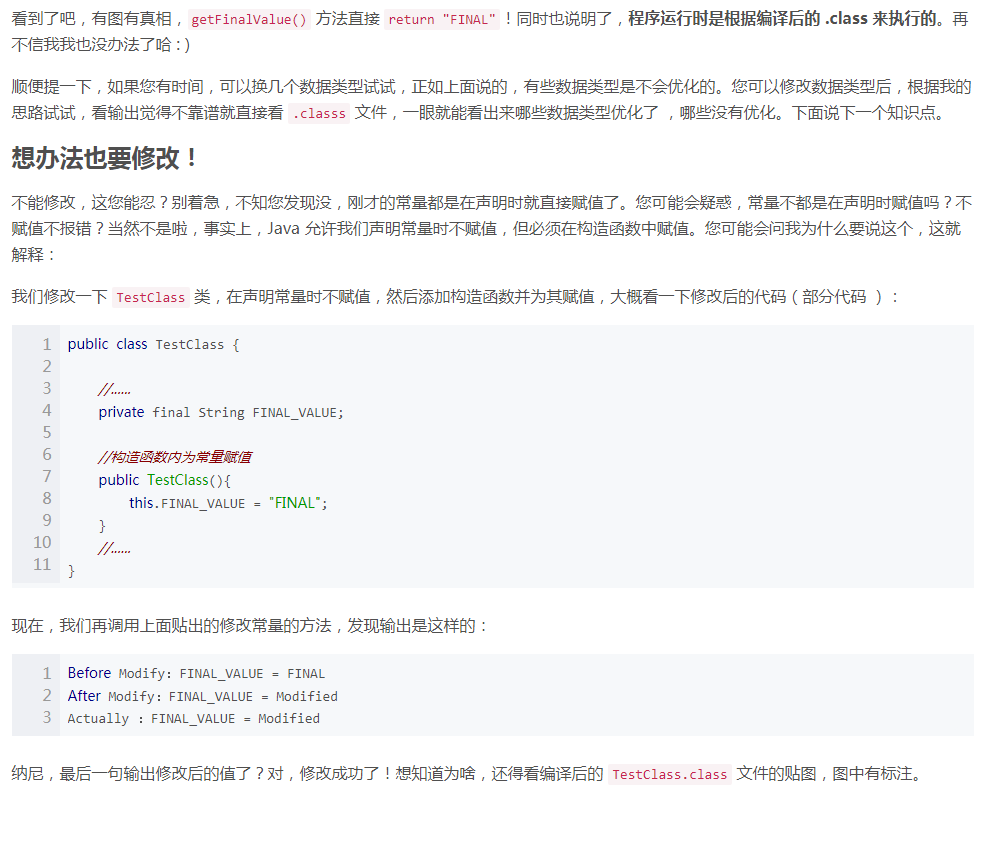 看到了吧，有图有真相，getFinalValue() 方法直接 return "FINAL" ！同时也说明了，程序运行时是根据编译后的 .class 来执行的。再
不信我我也没办法了哈 : )
顺便提一下，如果您有时间，可以换几个数据类型试试，正如上面说的，有些数据类型是不会优化的。您可以修改数据类型后，根据我的
思路试试，看输出觉得不靠谱就直接看 .classs 文件，一眼就能看出来哪些数据类型优化了 ，哪些没有优化。下面说下一个知识点。
想办法也要修改！
不能修改，这您能忍？别着急，不知您发现没，刚才的常量都是在声明时就直接赋值了。您可能会疑惑，常量不都是在声明时赋值吗？不
赋值不报错？当然不是啦，事实上，Java 允许我们声明常量时不赋值，但必须在构造函数中赋值。您可能会问我为什么要说这个，这就
解释：
我们修改一下 TestClass 类，在声明常量时不赋值，然后添加构造函数并为其赋值，大概看一下修改后的代码（部分代码 ）：
1 public class TestClass {
2
3 //......
4 private final String FINAL_VALUE;
5
6 //构造函数内为常量赋值
7 public TestClass(){
8 this.FINAL_VALUE = "FINAL";
9 }
10 //......
11 }
现在，我们再调用上面贴出的修改常量的方法，发现输出是这样的：
1 Before Modify：FINAL_VALUE = FINAL
2 After Modify：FINAL_VALUE = Modified
3 Actually ：FINAL_VALUE = Modified
纳尼，最后一句输出修改后的值了？对，修改成功了！想知道为啥，还得看编译后的 TestClass.class 文件的贴图，图中有标注。